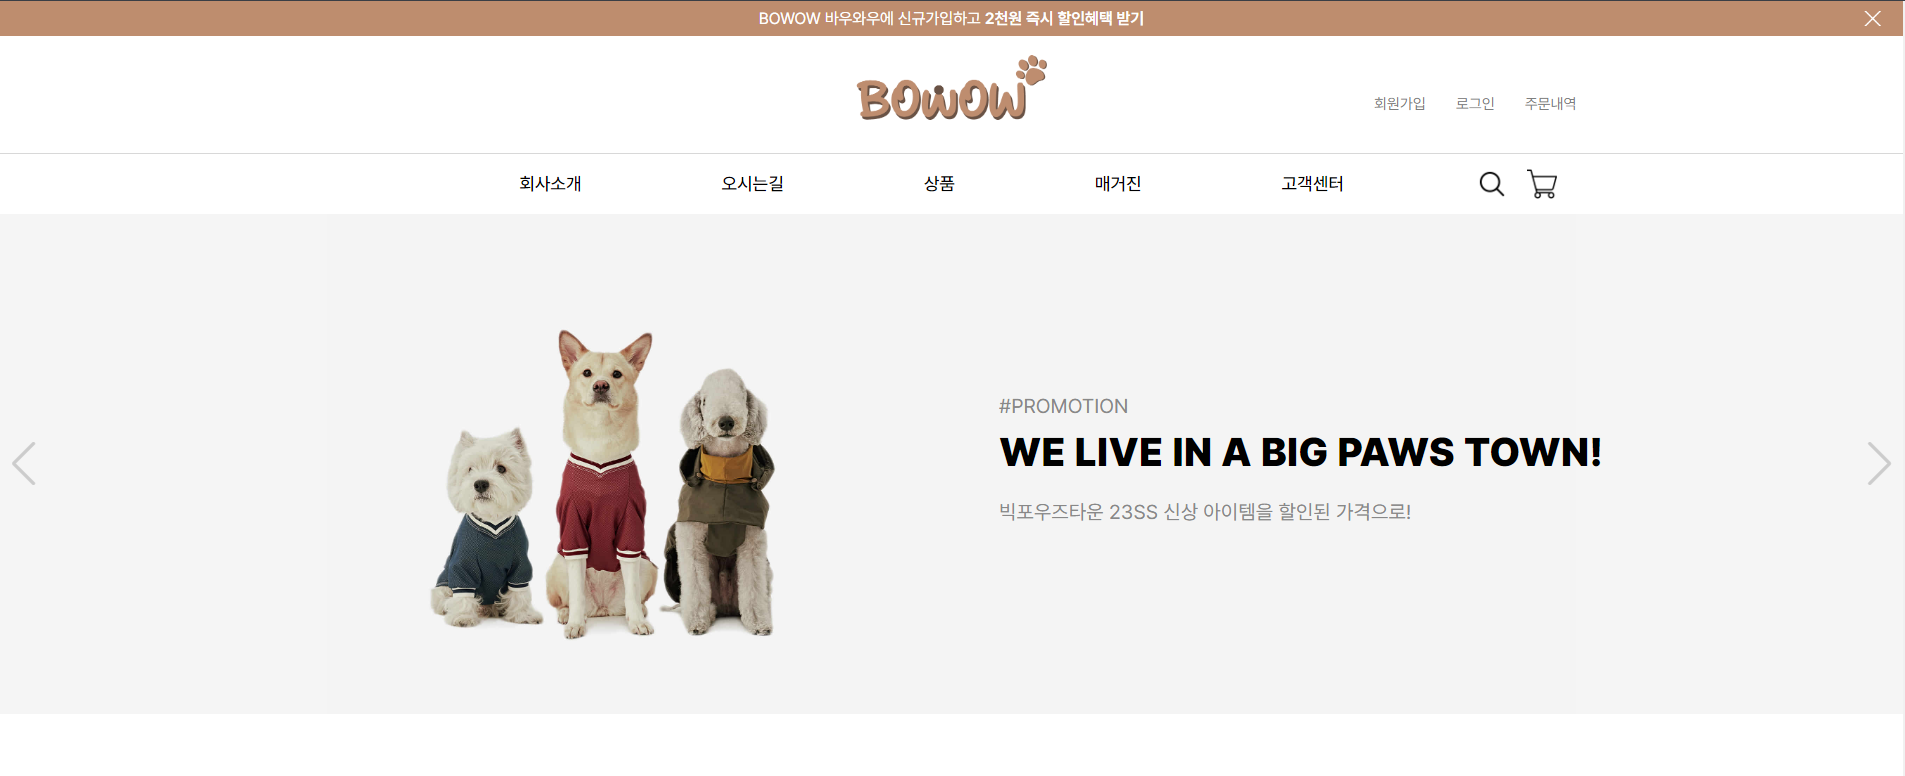 BOWOW 바우와우에 신규가입하고 2천원 즉시 할인혜택 받기
BOWOW
회원가입 로그인 주문내역
회사소개 오시는길 상품 매거진 고객센터
#PROMOTION
WE LIVE IN A BIG PAWS TOWN!
빅포우즈타운 23SS 신상 아이템을 할인된 가격으로!